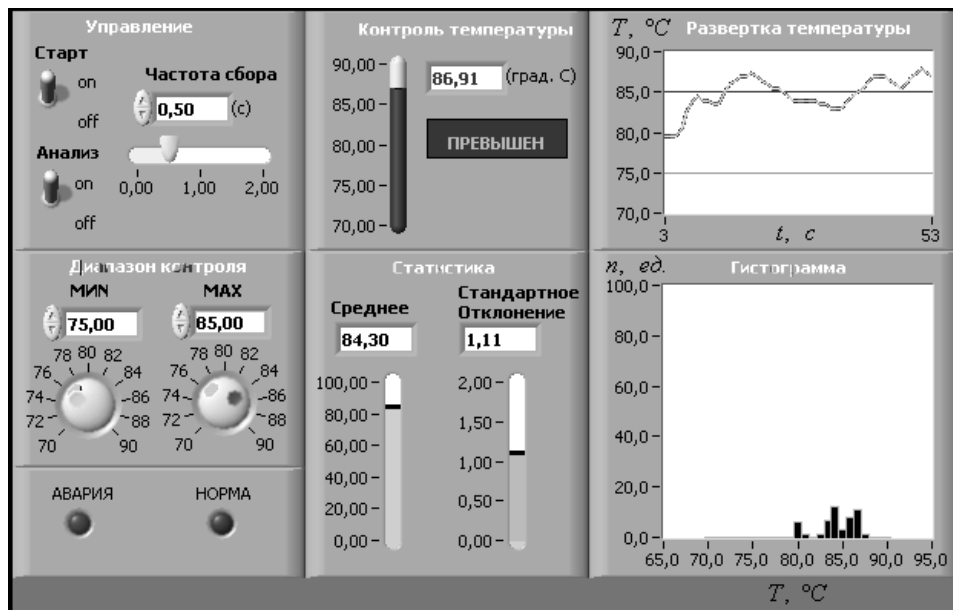 Управление
Старт
on
off
Частота сбора
0,50 (с)
0,00 1,00 2,00
Анализ
on
off
Контроль температуры
90,00
85,00
80,00
75,00
70,00
86,91 (град. С)
ПРЕВЫШЕН
T, °C Развертка температуры
90,0
85,0
80,0
75,0
70,0
3 t, c 53
Диапазон контроля
МИN МАХ
75,00 85,00
70 72 74 76 78 80 82 84 86 88 90
70 72 74 76 78 80 82 84 86 88 90
АВАРИЯ НОРМА
Статистика
Среднее
84,30
100,00
80,00
60,00
40,00
20,00
0,00
Стандартное
Отклонение
1,11
2,00
1,50
1,00
0,50
0,00
n, ед. Гистограмма
100,0
80,0
60,0
40,0
20,0
0,0
65,0 70,0 75,0 80,0 85,0 90,0 95,0
T, °C